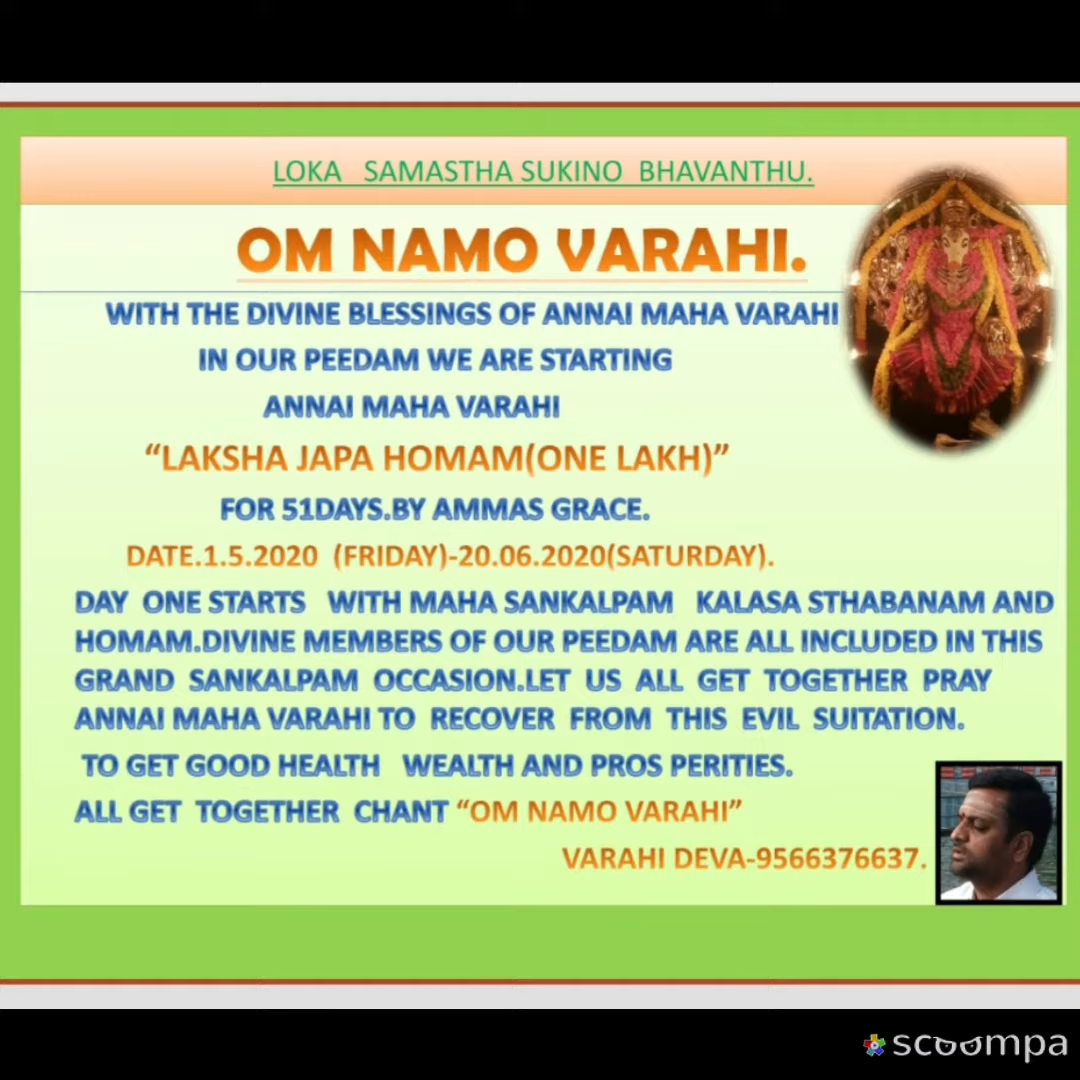 LOKA SAMASTHA SUKINO BHAVANTHU.
OM NAMO VARAHI.
WITH THE DIVINE BLESSINGS OF ANNAI MAHA VARAHI
IN OUR PEEDAM WE ARE STARTING
ANNAI MAHA VARAHI
“LAKSHA JAPA HOMAM(ONE LAKH)”
FOR 51DAYS.BY AMMAS GRACE.
DATE.1.5.2020 (FRIDAY)-20.06.2020(SATURDAY).
DAY ONE STARTS WITH MAHA SANKALPAM KALASA STHABANAM AND
HOMAM.DIVINE MEMBERS OF OUR PEEDAM ARE ALL INCLUDED IN THIS
GRAND SANKALPAM OCCASION.LET US ALL GET TOGETHER PRAY
ANNAI MAHA VARAHI TO RECOVER FROM THIS EVIL SUITATION.
TO GET GOOD HEALTH WEALTH AND PROS PERITIES.
ALL GET TOGETHER CHANT “OM NAMO VARAHI”
VARAHI DEVA-9566376637.
scoompa